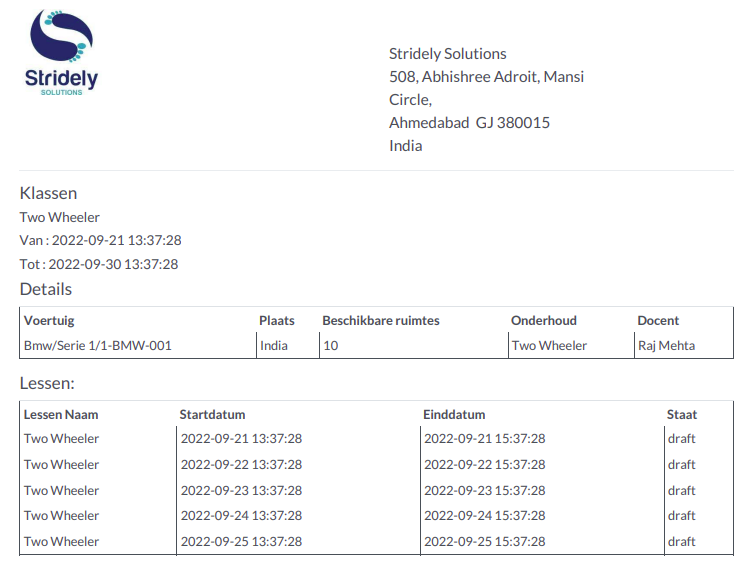 Stridely
SOLUTIONS
Stridely Solutions
508, Abhishree Adroit, Mansi
Circle,
Ahmedabad GJ 380015
India
Klassen
Two Wheeler
Van : 2022-09-21 13:37:28
Tot : 2022-09-30 13:37:28
Details
Voertuig Plaats Beschikbare ruimtes Onderhoud Docent
Bmw/Serie 1/1-BMW-001 India 10 Two Wheeler Raj Mehta
Lessen:
Lessen Naam Startdatum Einddatum Staat
Two Wheeler 2022-09-21 13:37:28 2022-09-21 15:37:28 draft
Two Wheeler 2022-09-22 13:37:28 2022-09-22 15:37:28 draft
Two Wheeler 2022-09-23 13:37:28 2022-09-23 15:37:28 draft
Two Wheeler 2022-09-24 13:37:28 2022-09-24 15:37:28 draft
Two Wheeler 2022-09-25 13:37:28 2022-09-25 15:37:28 draft